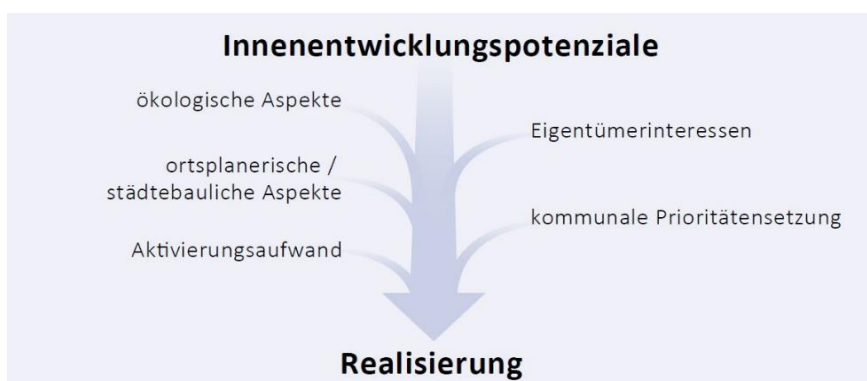 Innenentwicklungspotenziale
ökologische Aspekte
Eigentümerinteressen
ortsplanerische /
städtebauliche Aspekte
kommunale Prioritätensetzung
Aktivierungsaufwand
Realisierung